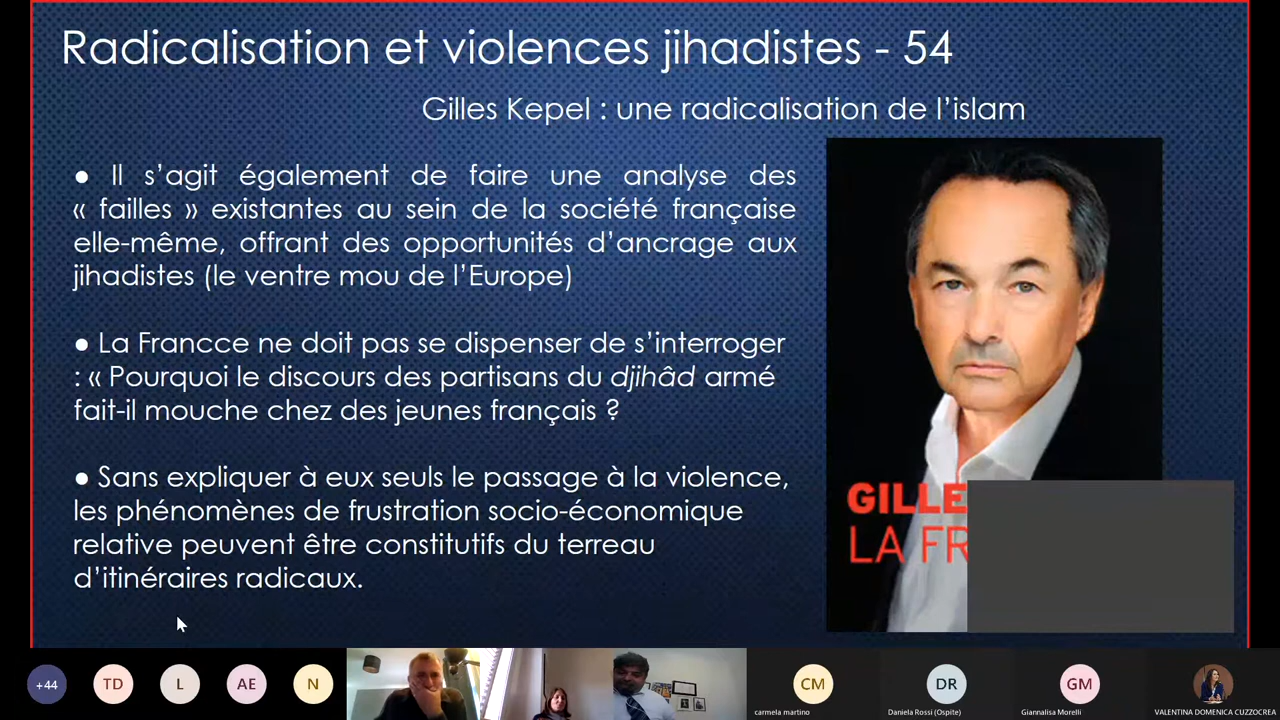 Radicalisation et violences jihadistes - 54
Gilles Kepel : une radicalisation de l’islam
● Il s’agit également de faire une analyse des
« failles » existantes au sein de la société française
elle-même, offrant des opportunités d’ancrage aux
jihadistes (le ventre mou de l’Europe)
● La Francce ne doit pas se dispenser de s’interroger
: « Pourquoi le discours des partisans du djihâd armé
fait-il mouche chez des jeunes français ?
● Sans expliquer à eux seuls le passage à la violence,
les phénomènes de frustration socio-économique
relative peuvent être constitutifs du terreau
d’itinéraires radicaux.
GILLE
LA FR
+44
TD
L
AE
N
CM
DR
GM
carmela martino
Daniela Rossi (Ospite)
Giannalisa Morelli
VALENTINA DOMENICA CUZZOCREA